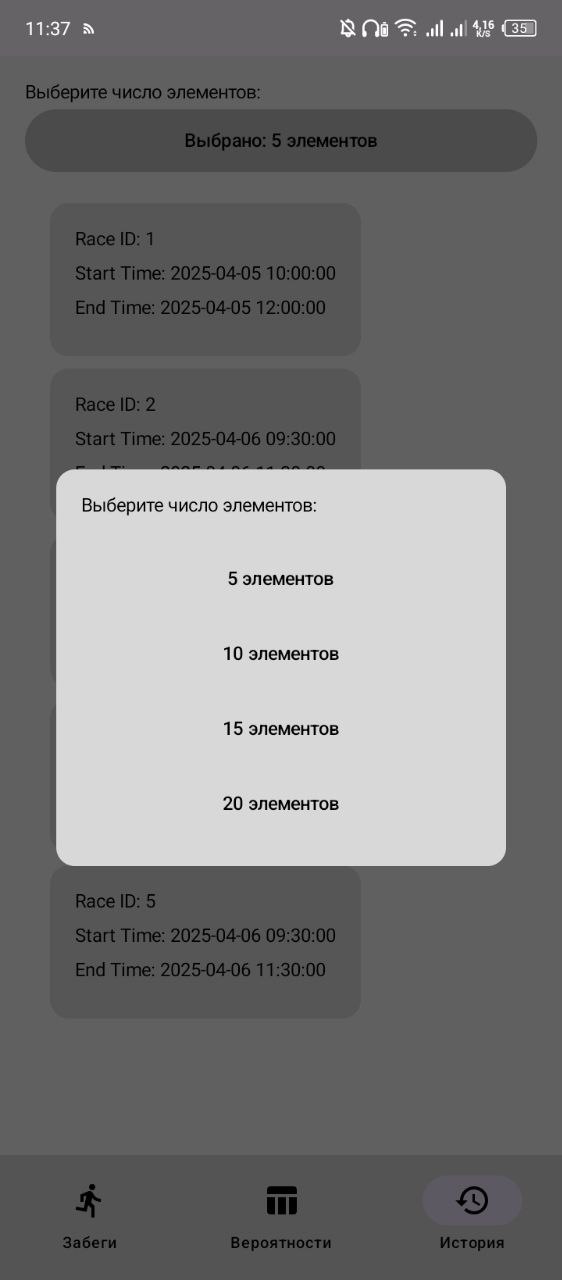 11:37
4,16
K/S
35
Выберите число элементов:
Выбрано: 5 элементов
Race ID: 1
Start Time: 2025-04-05 10:00:00
End Time: 2025-04-05 12:00:00
Race ID: 2
Start Time: 2025-04-06 09:30:00
Выберите число элементов:
5 элементов
10 элементов
15 элементов
20 элементов
Race ID: 5
Start Time: 2025-04-06 09:30:00
End Time: 2025-04-06 11:30:00
Забеги
Вероятности
История